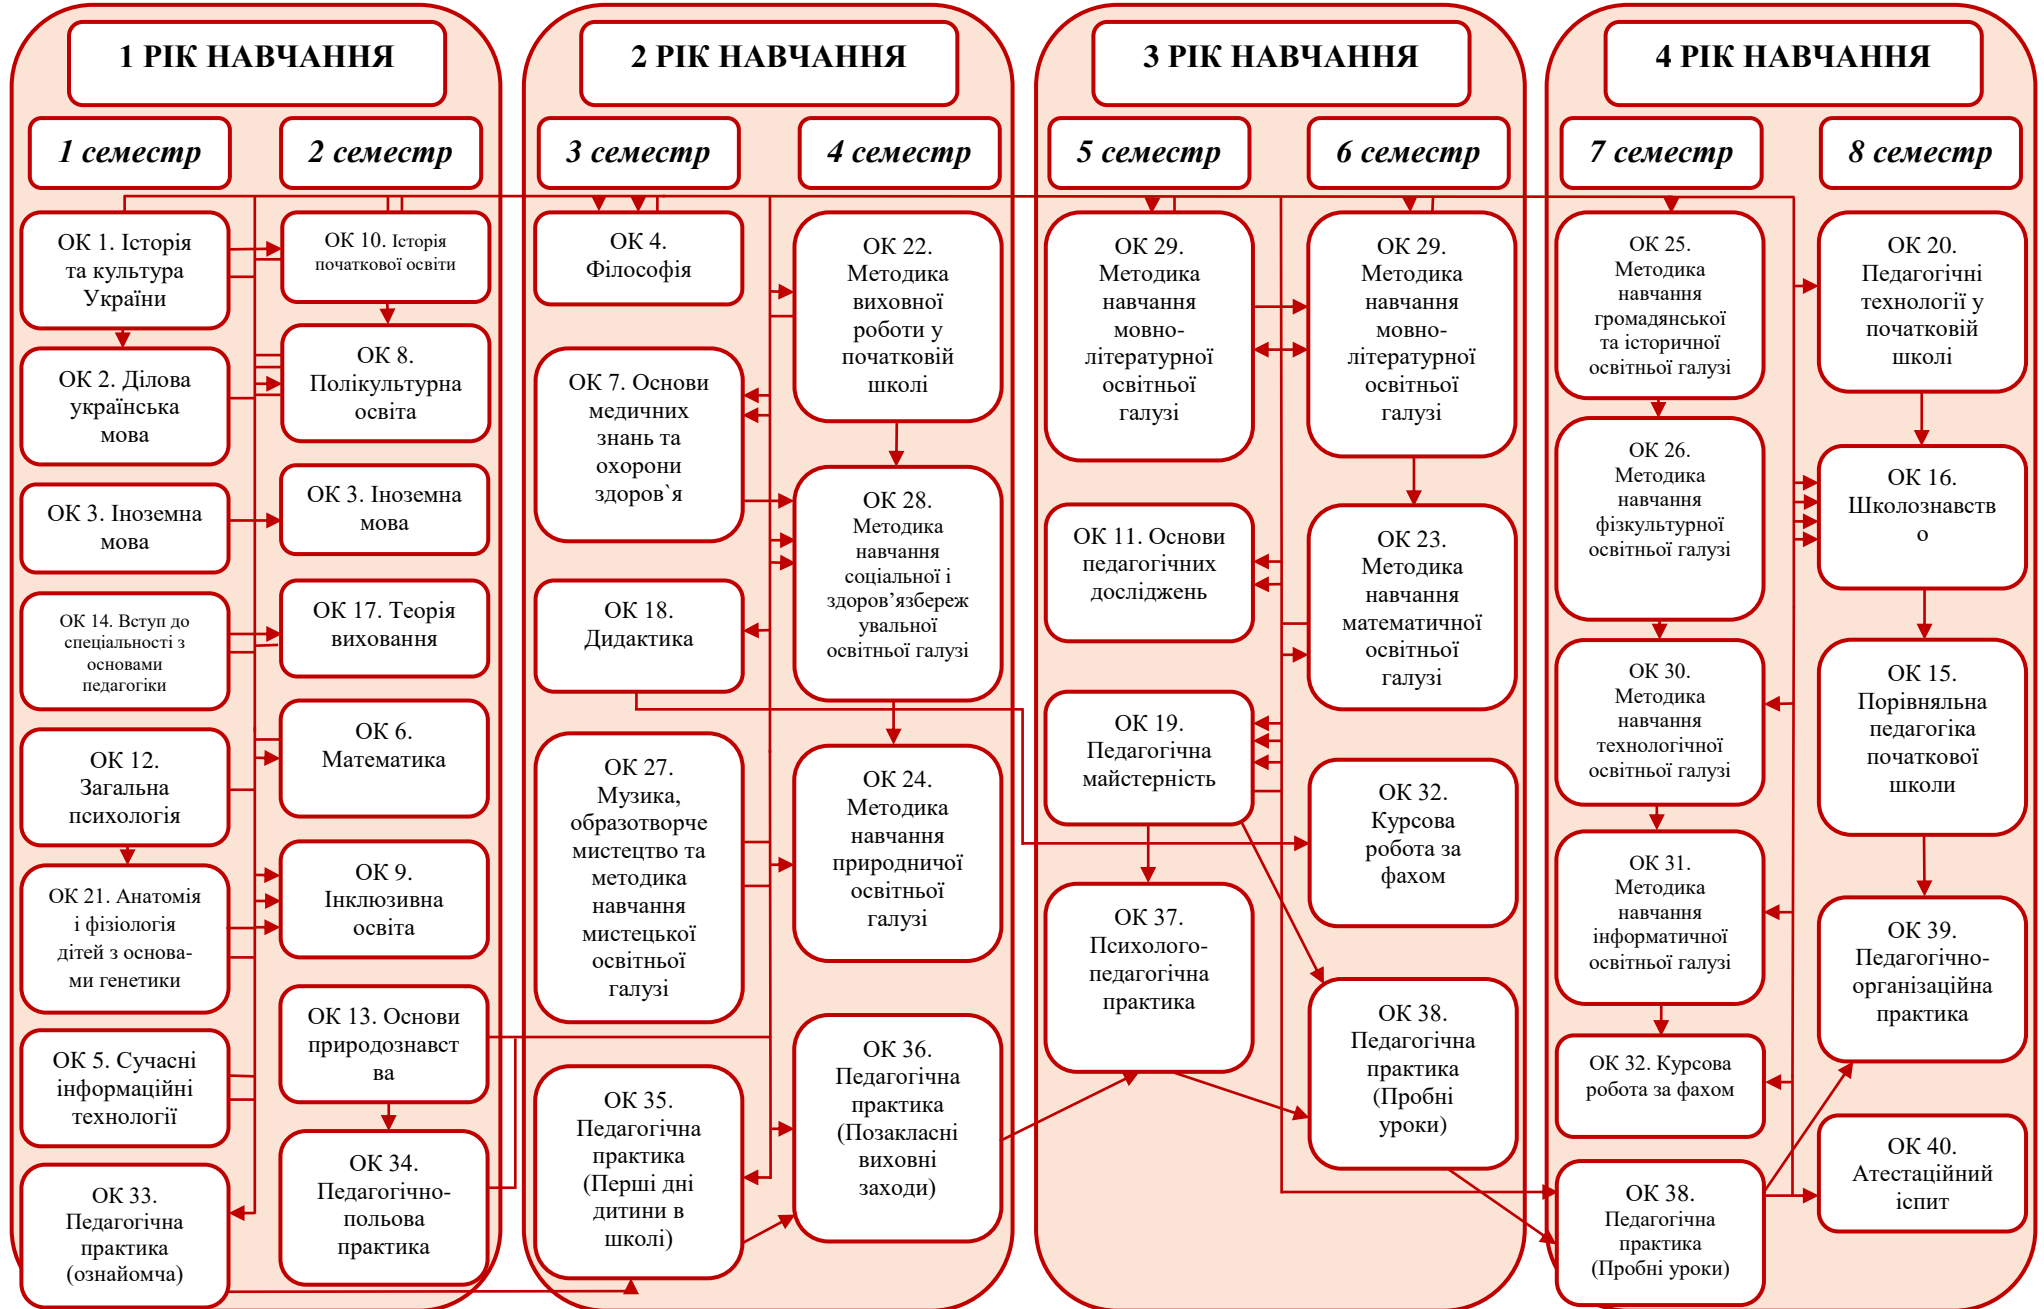 1 РІК НАВЧАННЯ
1 семестр
ОК 1. Історія
та культура
України
ОК 2. Ділова
українська
мова
ОК 3. Іноземна
мова
ОК 14. Вступ до
спеціальності з
основами
педагогіки
ОК 12.
Загальна
психологія
ОК 21. Анатомія
і фізіологія
дітей з основа-
ми генетики
ОК 5. Сучасні
інформаційні
технології
ОК 33.
Педагогічна
практика
(ознайомча)
2 семестр
ОК 10. Історія
початкової освіти
ОК 8.
Полікультурна
освіта
ОК 3. Іноземна
мова
ОК 17. Теорія
виховання
ОК 6.
Математика
ОК 9.
Інклюзивна
освіта
ОК 13. Основи
природознавст
ва
ОК 34.
Педагогічно-
польова
практика
2 РІК НАВЧАННЯ
3 семестр
ОК 4.
Філософія
ОК 7. Основи
медичних
знань та
охорони
здоров`я
ОК 18.
Дидактика
ОК 27.
Музика,
образотворче
мистецтво та
методика
навчання
мистецької
освітньої
галузі
ОК 35.
Педагогічна
практика
(Перші дні
дитини в
школі)
4 семестр
ОК 22.
Методика
виховної
роботи у
початковій
школі
ОК 28.
Методика
навчання
соціальної і
здоров’язбереж
увальної
освітньої галузі
ОК 24.
Методика
навчання
природничої
освітньої
галузі
ОК 36.
Педагогічна
практика
(Позакласні
виховні
заходи)
3 РІК НАВЧАННЯ
5 семестр
ОК 29.
Методика
навчання
мовно-
літературної
освітньої
галузі
ОК 11. Основи
педагогічних
досліджень
ОК 19.
Педагогічна
майстерність
ОК 37.
Психолого-
педагогічна
практика
6 семестр
ОК 29.
Методика
навчання
мовно-
літературної
освітньої
галузі
ОК 23.
Методика
навчання
математичної
освітньої
галузі
ОК 32.
Курсова
робота за
фахом
ОК 38.
Педагогічна
практика
(Пробні
уроки)
4 РІК НАВЧАННЯ
7 семестр
ОК 25.
Методика
навчання
громадянської
та історичної
освітньої галузі
ОК 26.
Методика
навчання
фізкультурної
освітньої галузі
ОК 30.
Методика
навчання
технологічної
освітньої галузі
ОК 31.
Методика
навчання
інформатичної
освітньої галузі
ОК 32. Курсова
робота за фахом
ОК 38.
Педагогічна
практика
(Пробні уроки)
8 семестр
ОК 20.
Педагогічні
технології у
початковій
школі
ОК 16.
Школознавств
о
ОК 15.
Порівняльна
педагогіка
початкової
школи
ОК 39.
Педагогічно-
організаційна
практика
ОК 40.
Атестаційний
іспит